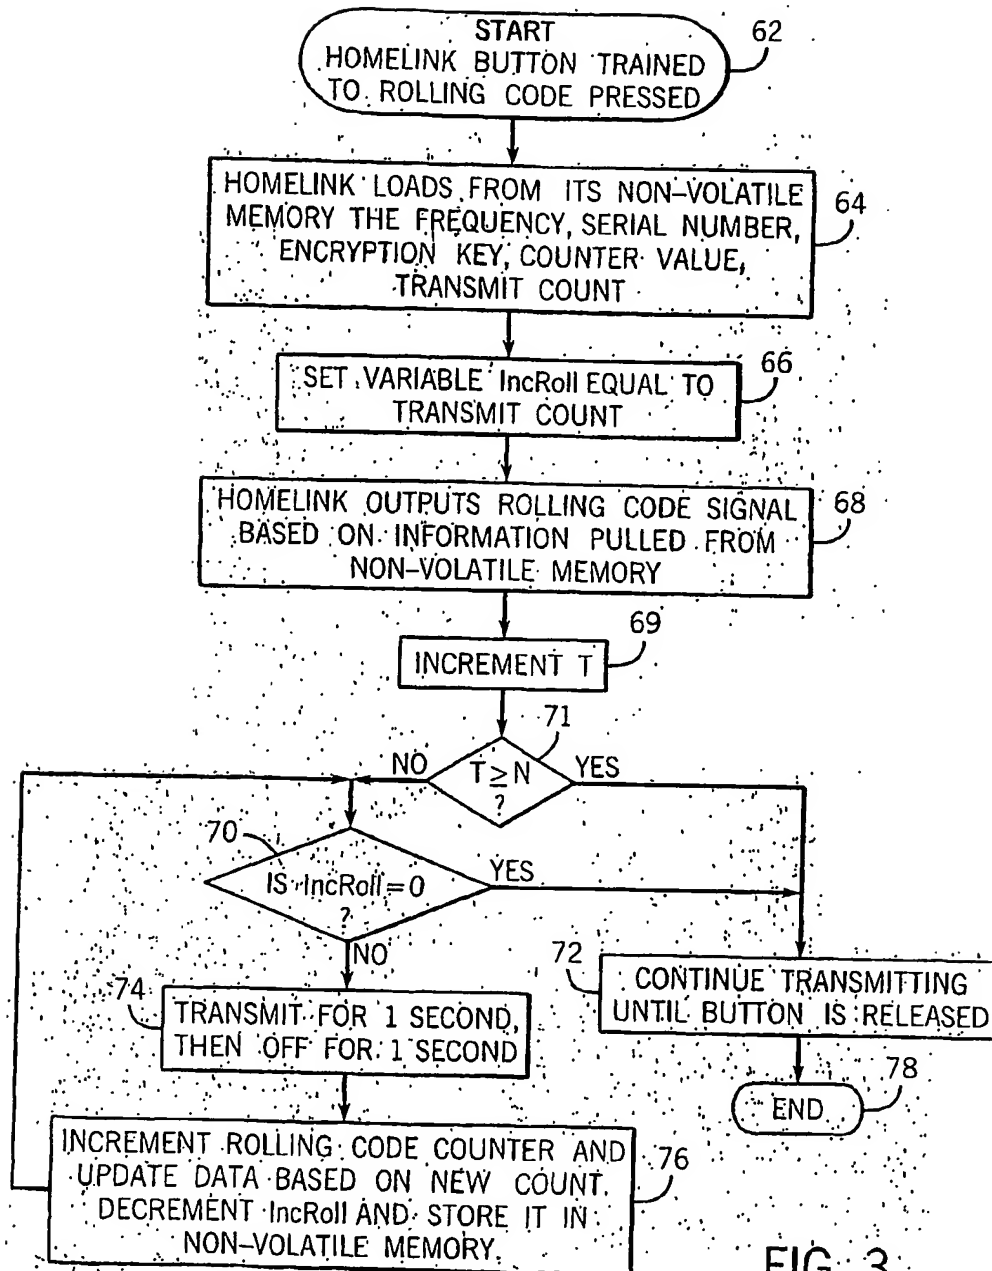 START
HOMELINK BUTTON TRAINED
TO ROLLING CODE PRESSED
62
HOMELINK LOADS FROM ITS NON-VOLATILE
MEMORY THE FREQUENCY, SERIAL NUMBER,
ENCRYPTION KEY, COUNTER VALUE,
TRANSMIT COUNT
64
SET VARIABLE IncRoll EQUAL TO
TRANSMIT COUNT
66
HOMELINK OUTPUTS ROLLING CODE SIGNAL
BASED ON INFORMATION PULLED FROM
NON-VOLATILE MEMORY
68
INCREMENT T
69
T ≥ N
?
71
NO
YES
IS IncRoll = 0
?
70
YES
NO
TRANSMIT FOR 1 SECOND,
THEN OFF FOR 1 SECOND
74
CONTINUE TRANSMITTING
UNTIL BUTTON IS RELEASED
72
END
78
INCREMENT ROLLING CODE COUNTER AND
UPDATE DATA BASED ON NEW COUNT.
DECREMENT IncRoll AND STORE IT IN
NON-VOLATILE MEMORY.
76
FIG. 3